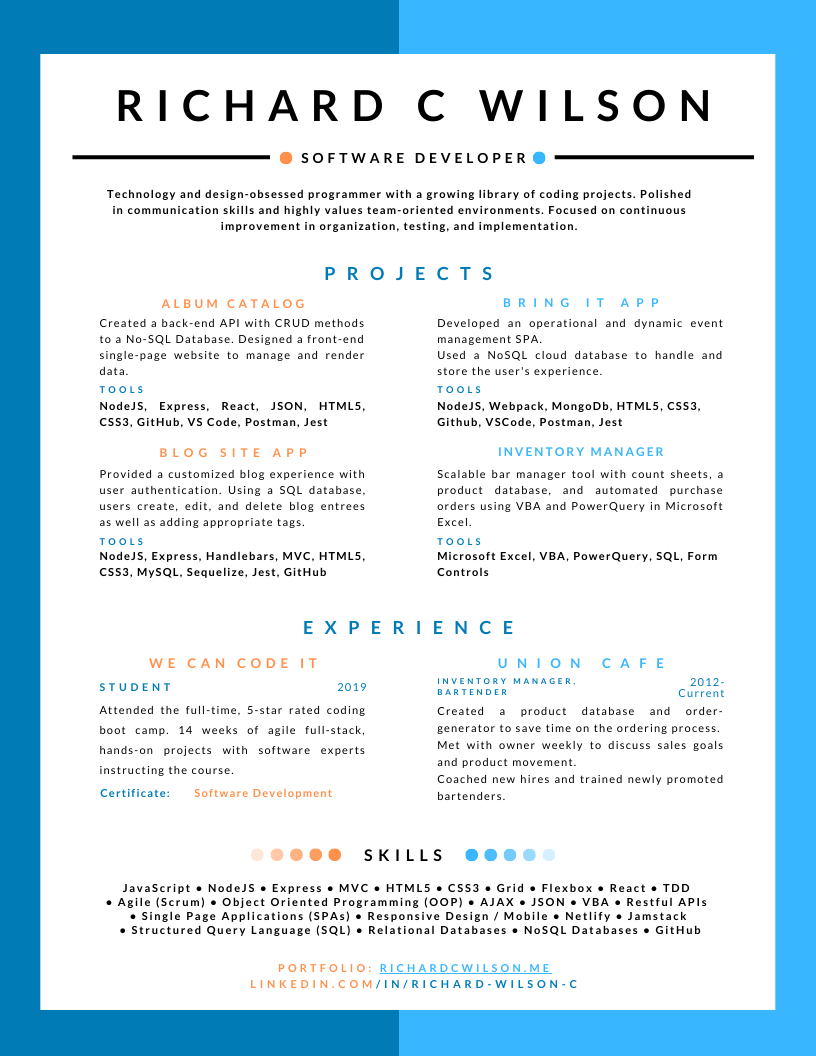 RICHARD C WILSON
SOFTWARE DEVELOPER
Technology and design-obsessed programmer with a growing library of coding projects. Polished
in communication skills and highly values team-oriented environments. Focused on continuous
improvement in organization, testing, and implementation.
PROJECTS
ALBUM CATALOG
Created a back-end API with CRUD methods
to a No-SQL Database. Designed a front-end
single-page website to manage and render
data.
TOOLS
NodeJS, Express, React, JSON, HTML5,
CSS3, GitHub, VS Code, Postman, Jest
BRING IT APP
Developed an operational and dynamic event
management SPA.
Used a NoSQL cloud database to handle and
store the user's experience.
TOOLS
NodeJS, Webpack, MongoDb, HTML5, CSS3,
Github, VSCode, Postman, Jest
BLOG SITE APP
Provided a customized blog experience with
user authentication. Using a SQL database,
users create, edit, and delete blog entrees
as well as adding appropriate tags.
TOOLS
NodeJS, Express, Handlebars, MVC, HTML5,
CSS3, MySQL, Sequelize, Jest, GitHub
INVENTORY MANAGER
Scalable bar manager tool with count sheets, a
product database, and automated purchase
orders using VBA and PowerQuery in Microsoft
Excel.
TOOLS
Microsoft Excel, VBA, PowerQuery, SQL, Form
Controls
EXPERIENCE
WE CAN CODE IT
STUDENT 2019
Attended the full-time, 5-star rated coding
boot camp. 14 weeks of agile full-stack,
hands-on projects with software experts
instructing the course.
Certificate: Software Development
UNION CAFE
INVENTORY MANAGER, 2012-
BARTENDER Current
Created a product database and order-
generator to save time on the ordering process.
Met with owner weekly to discuss sales goals
and product movement.
Coached new hires and trained newly promoted
bartenders.
SKILLS
JavaScript • NodeJS • Express • MVC • HTML5 • CSS3 • Grid • Flexbox • React • TDD
• Agile (Scrum) • Object Oriented Programming (OOP) • AJAX • JSON • VBA • Restful APIs
• Single Page Applications (SPAs) • Responsive Design / Mobile • Netlify • Jamstack
• Structured Query Language (SQL) • Relational Databases • NoSQL Databases • GitHub
PORTFOLIO: RICHARDCWILSON.ME
LINKEDIN.COM/IN/RICHARD-WILSON-C